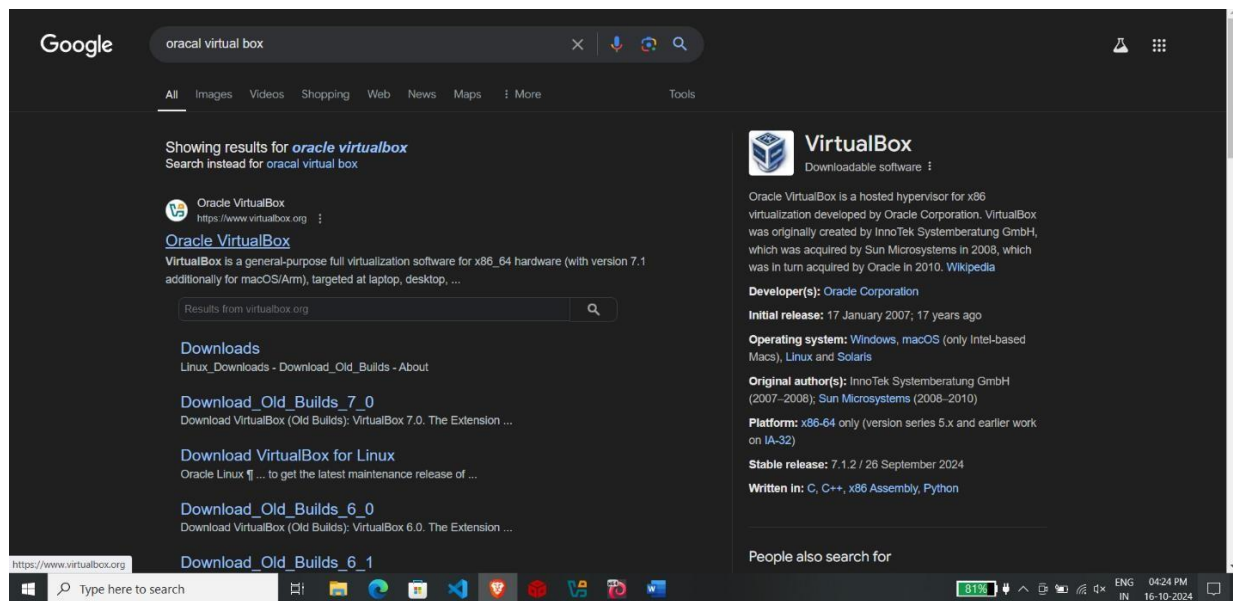 Google
oracal virtual box
All Images Videos Shopping Web News Maps More Tools
Showing results for oracle virtualbox
Search instead for oracal virtual box
Oracle VirtualBox
https://www.virtualbox.org
Oracle VirtualBox
VirtualBox is a general-purpose full virtualization software for x86_64 hardware (with version 7.1
additionally for macOS/Arm), targeted at laptop, desktop, ...
Results from virtualbox.org
Downloads
Linux_Downloads - Download_Old_Builds - About
Download_Old_Builds_7_0
Download VirtualBox (Old Builds): VirtualBox 7.0. The Extension ...
Download VirtualBox for Linux
Oracle Linux ¶ ... to get the latest maintenance release of ...
Download_Old_Builds_6_0
Download VirtualBox (Old Builds): VirtualBox 6.0. The Extension ...
Download_Old_Builds_6_1
VirtualBox
Downloadable software
Oracle VirtualBox is a hosted hypervisor for x86
virtualization developed by Oracle Corporation. VirtualBox
was originally created by InnoTek Systemberatung GmbH,
which was acquired by Sun Microsystems in 2008, which
was in turn acquired by Oracle in 2010. Wikipedia
Developer(s): Oracle Corporation
Initial release: 17 January 2007; 17 years ago
Operating system: Windows, macOS (only Intel-based
Macs), Linux and Solaris
Original author(s): InnoTek Systemberatung GmbH
(2007–2008); Sun Microsystems (2008–2010)
Platform: x86-64 only (version series 5.x and earlier work
on IA-32)
Stable release: 7.1.2 / 26 September 2024
Written in: C, C++, x86 Assembly, Python
People also search for
https://www.virtualbox.org
Type here to search
81%
ENG
IN
04:24 PM
16-10-2024